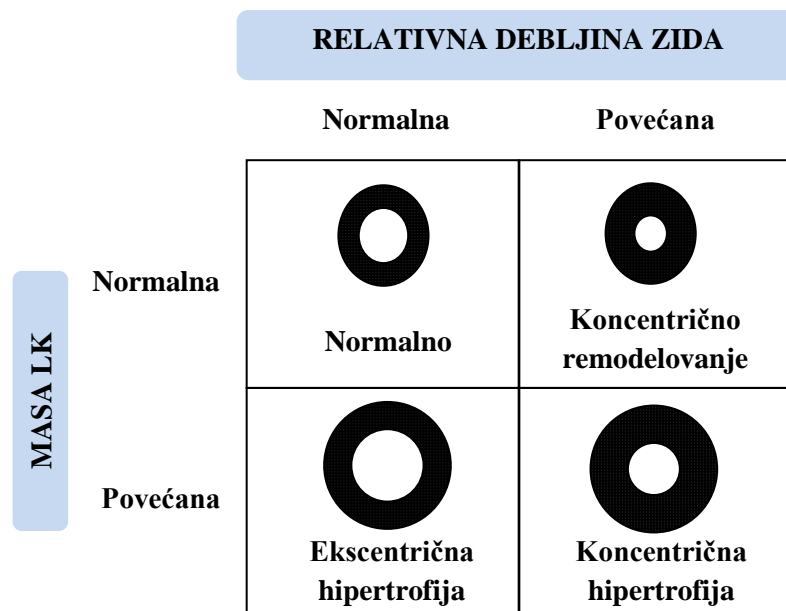 RELATIVNA DEBLJINA ZIDA
Normalna
Povećana
MASA LK
Normalna
Normalno
Koncentrično
remodelovanje
Povećana
Ekscentrična
hipertrofija
Koncentrična
hipertrofija